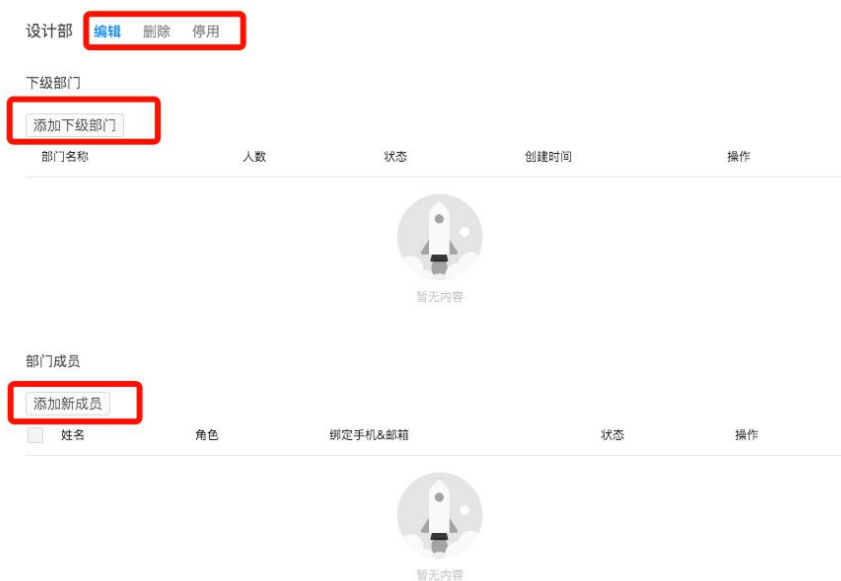 设计部 编辑 删除 停用
下级部门
添加下级部门
部门名称 人数 状态 创建时间 操作
暂无内容
部门成员
添加新成员
姓名 角色 绑定手机&邮箱 状态 操作
暂无内容